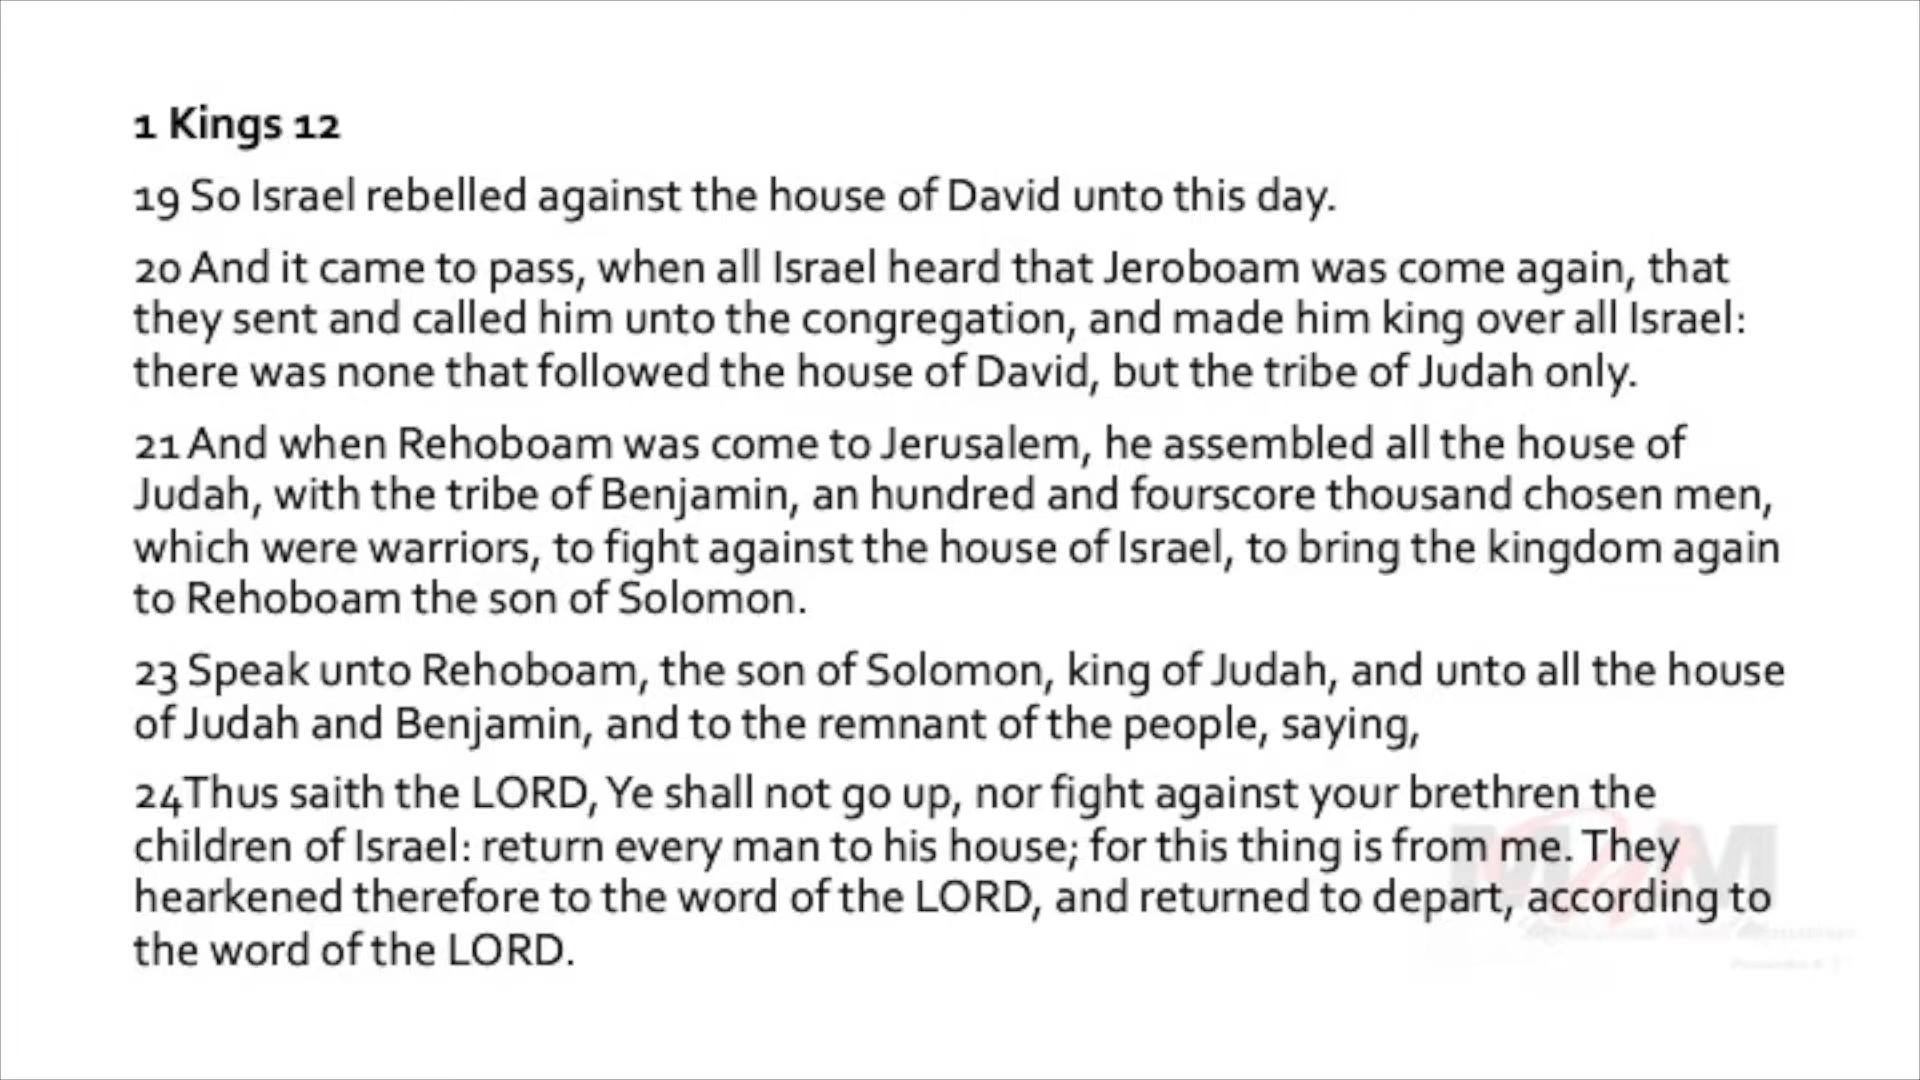 1 Kings 12
19 So Israel rebelled against the house of David unto this day.
20 And it came to pass, when all Israel heard that Jeroboam was come again, that
they sent and called him unto the congregation, and made him king over all Israel:
there was none that followed the house of David, but the tribe of Judah only.
21 And when Rehoboam was come to Jerusalem, he assembled all the house of
Judah, with the tribe of Benjamin, an hundred and fourscore thousand chosen men,
which were warriors, to fight against the house of Israel, to bring the kingdom again
to Rehoboam the son of Solomon.
23 Speak unto Rehoboam, the son of Solomon, king of Judah, and unto all the house
of Judah and Benjamin, and to the remnant of the people, saying,
24Thus saith the LORD, Ye shall not go up, nor fight against your brethren the
children of Israel: return every man to his house; for this thing is from me. They
hearkened therefore to the word of the LORD, and returned to depart, according to
the word of the LORD.